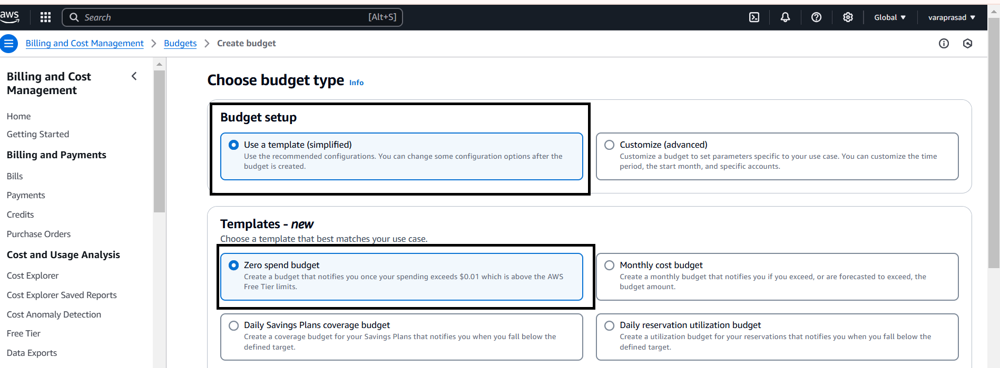 aws
Search
[Alt+S]
Global
varaprasad
Billing and Cost Management
Budgets
Create budget
Billing and Cost
Management
Home
Getting Started
Billing and Payments
Bills
Payments
Credits
Purchase Orders
Cost and Usage Analysis
Cost Explorer
Cost Explorer Saved Reports
Cost Anomaly Detection
Free Tier
Data Exports
Choose budget type Info
Budget setup
Use a template (simplified)
Use the recommended configurations. You can change some configuration options after the
budget is created.
Customize (advanced)
Customize a budget to set parameters specific to your use case. You can customize the time
period, the start month, and specific accounts.
Templates - new
Choose a template that best matches your use case.
Zero spend budget
Create a budget that notifies you once your spending exceeds $0.01 which is above the AWS
Free Tier limits.
Monthly cost budget
Create a monthly budget that notifies you if you exceed, or are forecasted to exceed, the
budget amount.
Daily Savings Plans coverage budget
Create a coverage budget for your Savings Plans that notifies you when you fall below the
defined target.
Daily reservation utilization budget
Create a utilization budget for your reservations that notifies you when you fall below the
defined target.